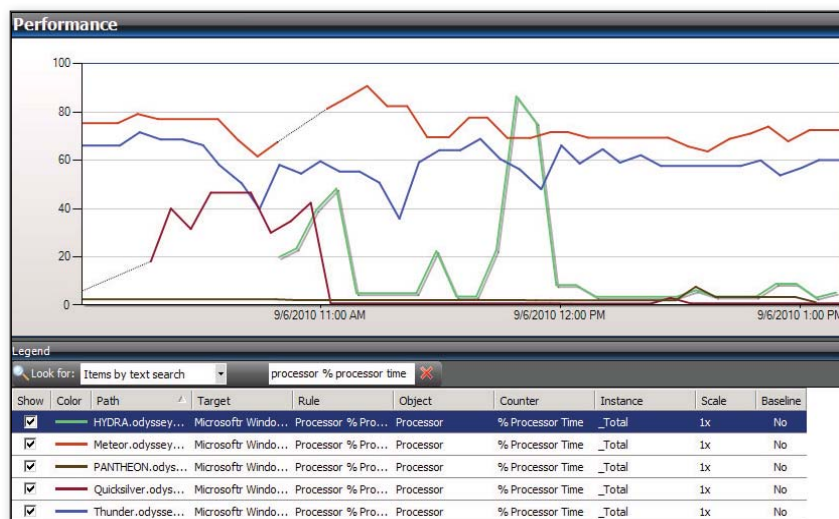 Performance
100
80
60
40
20
0
9/6/2010 11:00 AM 9/6/2010 12:00 PM 9/6/2010 1:00 PM
Legend
Look for: Items by text search processor % processor time
Show Color Path Target Rule Object Counter Instance Scale Baseline
HYDRA.odyssey... Microsoftr Windo... Processor % Pro... Processor % Processor Time _Total 1x No
Meteor.odyssey... Microsoftr Windo... Processor % Pro... Processor % Processor Time _Total 1x No
PANTHEON.odys... Microsoftr Windo... Processor % Pro... Processor % Processor Time _Total 1x No
Quicksilver.odys... Microsoftr Windo... Processor % Pro... Processor % Processor Time _Total 1x No
Thunder.odysse... Microsoftr Windo... Processor % Pro... Processor % Processor Time _Total 1x No